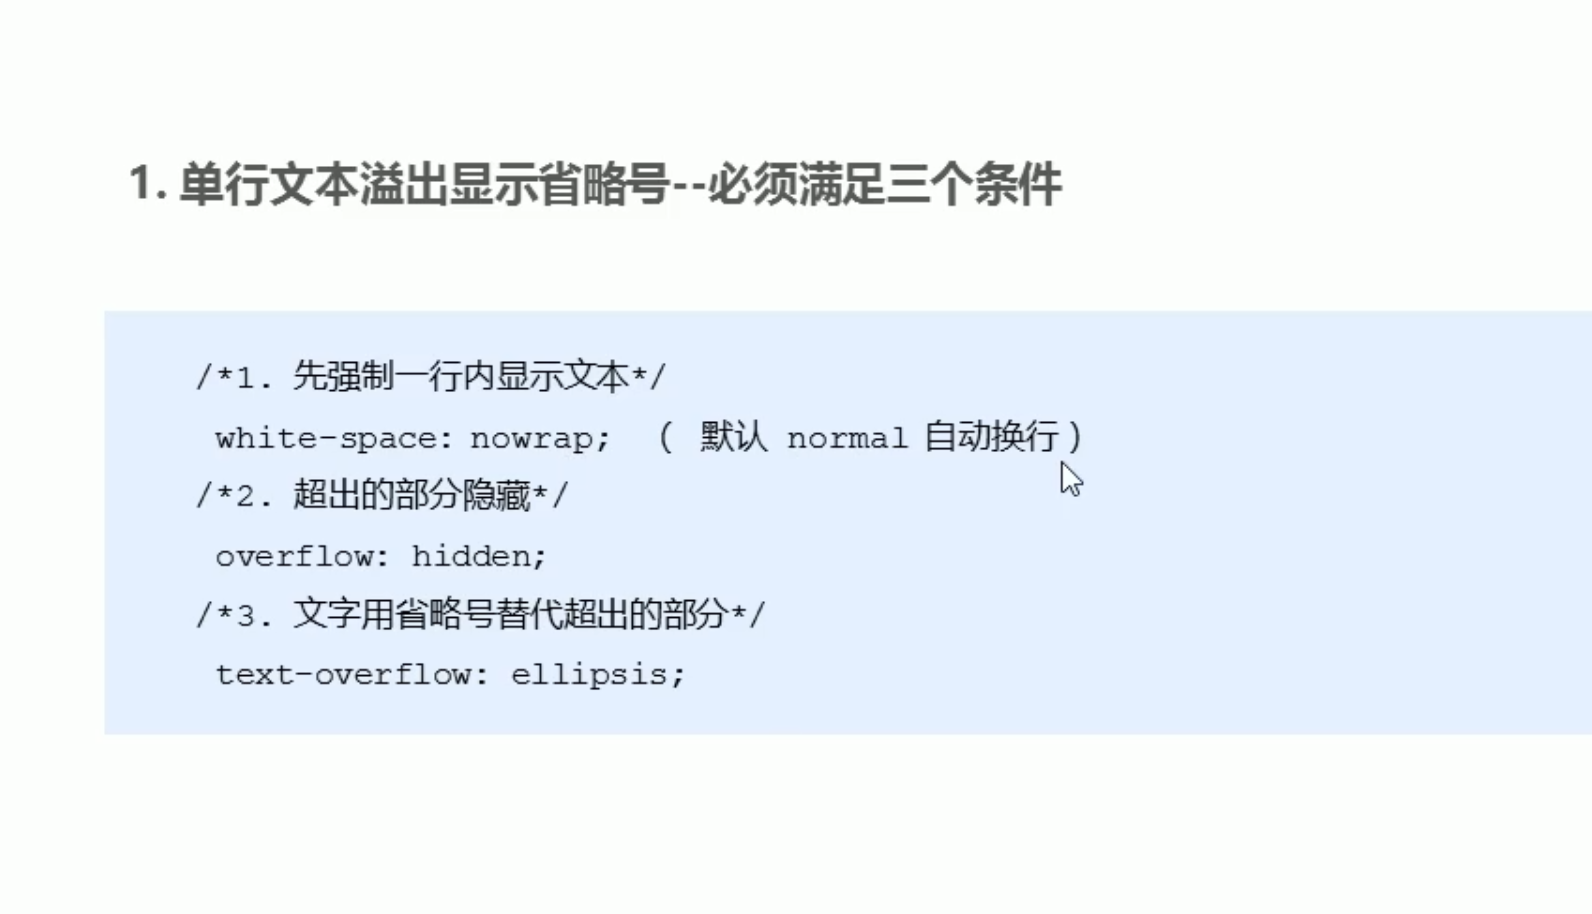 1. 单行文本溢出显示省略号--必须满足三个条件
/*1. 先强制一行内显示文本*/
white-space: nowrap; （ 默认 normal 自动换行）
/*2. 超出的部分隐藏*/
overflow: hidden;
/*3. 文字用省略号替代超出的部分*/
text-overflow: ellipsis;